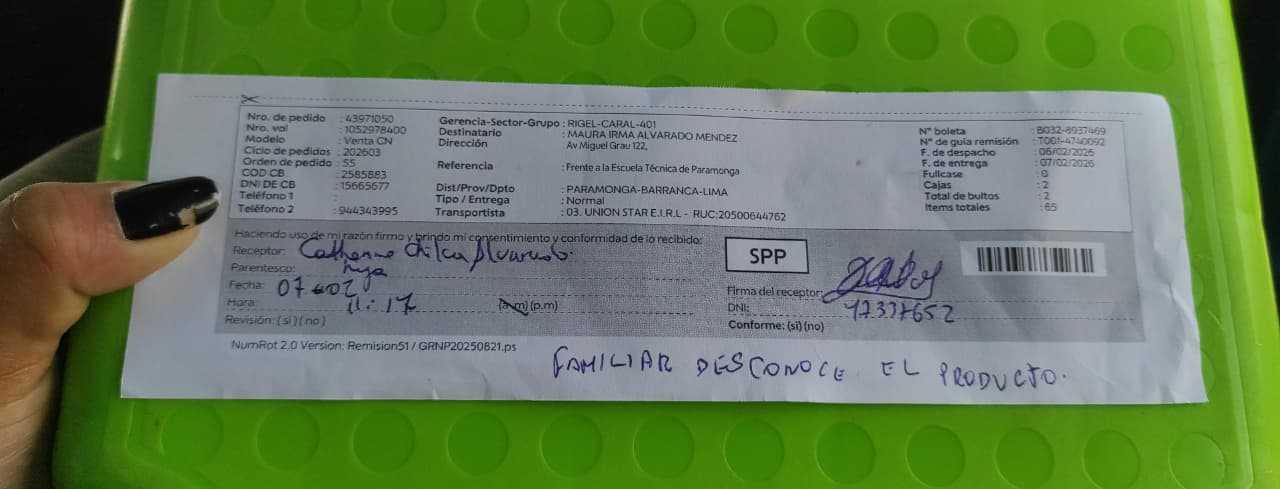 Nro. de pedido : 43971050
Nro. val : 1052978400
Modelo : Venta CN
Ciclo de pedidos : 202603
Orden de pedido : S5
COD CB : 2585883
DNI DE CB : 15665677
Teléfono 1 :
Teléfono 2 : 944343995
Gerencia-Sector-Grupo : RIGEL-CARAL-401
Destinatario : MAURA IRMA ALVARADO MENDEZ
Dirección Av Miguel Grau 122,
Referencia : Frente a la Escuela Técnica de Paramonga
Dist/Prov/Dpto : PARAMONGA-BARRANCA-LIMA
Tipo / Entrega : Normal
Transportista : 03. UNION STAR E.I.R.L - RUC:20500644762
N° boleta : B032-8937469
N° de guía remisión : T001-4740092
F. de despacho : 06/02/2026
F. de entrega : 07/02/2026
Fullcase : 0
Cajas : 2
Total de bultos : 2
Items totales : 65
Haciendo uso de mi razón firmo y brindo mi consentimiento y conformidad de lo recibido:
Receptor: Alvarado
Parentesco: hija
Fecha: 07-02
Hora: 11:17 (a.m) (p.m)
Revisión: (si) (no)
SPP
Firma del receptor:
DNI: 47337652
Conforme: (si) (no)
NumRot 2.0 Version: Remision51 / GRNP20250821.ps
FAMILIAR DESCONOCE EL PRODUCTO.